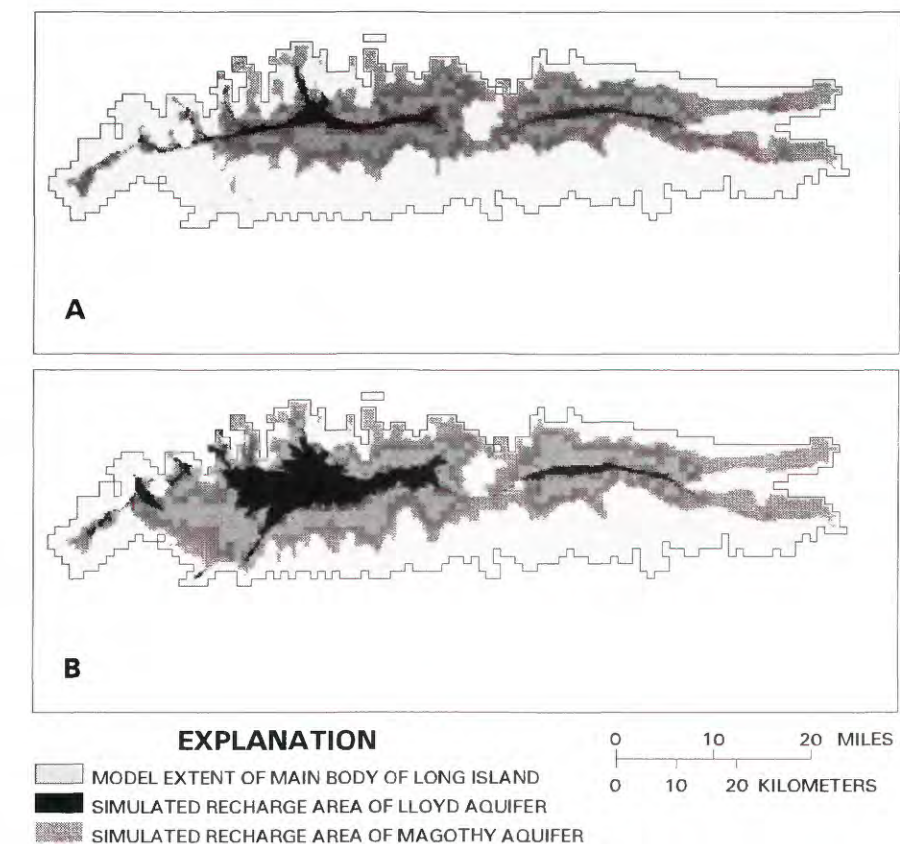 A
B
EXPLANATION
MODEL EXTENT OF MAIN BODY OF LONG ISLAND
SIMULATED RECHARGE AREA OF LLOYD AQUIFER
SIMULATED RECHARGE AREA OF MAGOTHY AQUIFER
0 10 20 MILES
0 10 20 KILOMETERS